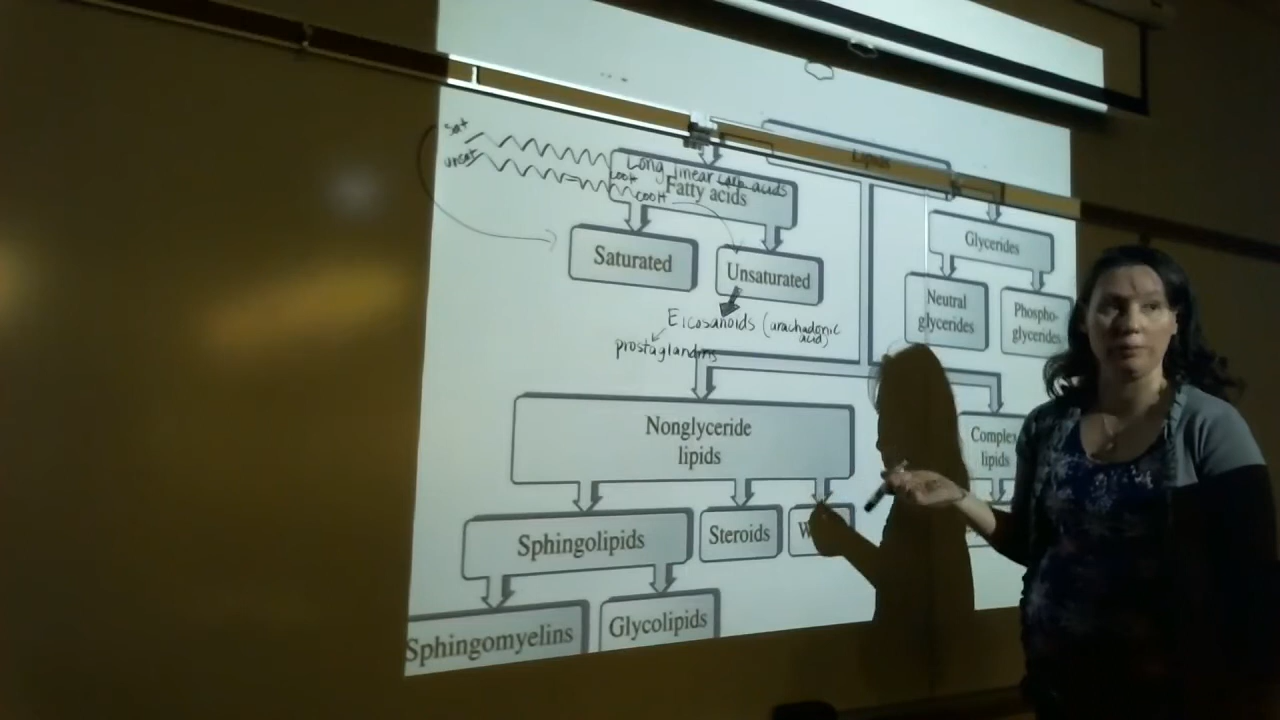 Lipids
sat
unsat
Long linear carb acids
COOH
COOH
Fatty acids
Saturated
Unsaturated
Eicosanoids (arachadonic
acid)
prostaglandins
Glycerides
Neutral
glycerides
Phospho-
glycerides
Nonglyceride
lipids
Complex
lipids
Sphingolipids
Steroids
Sphingomyelins
Glycolipids